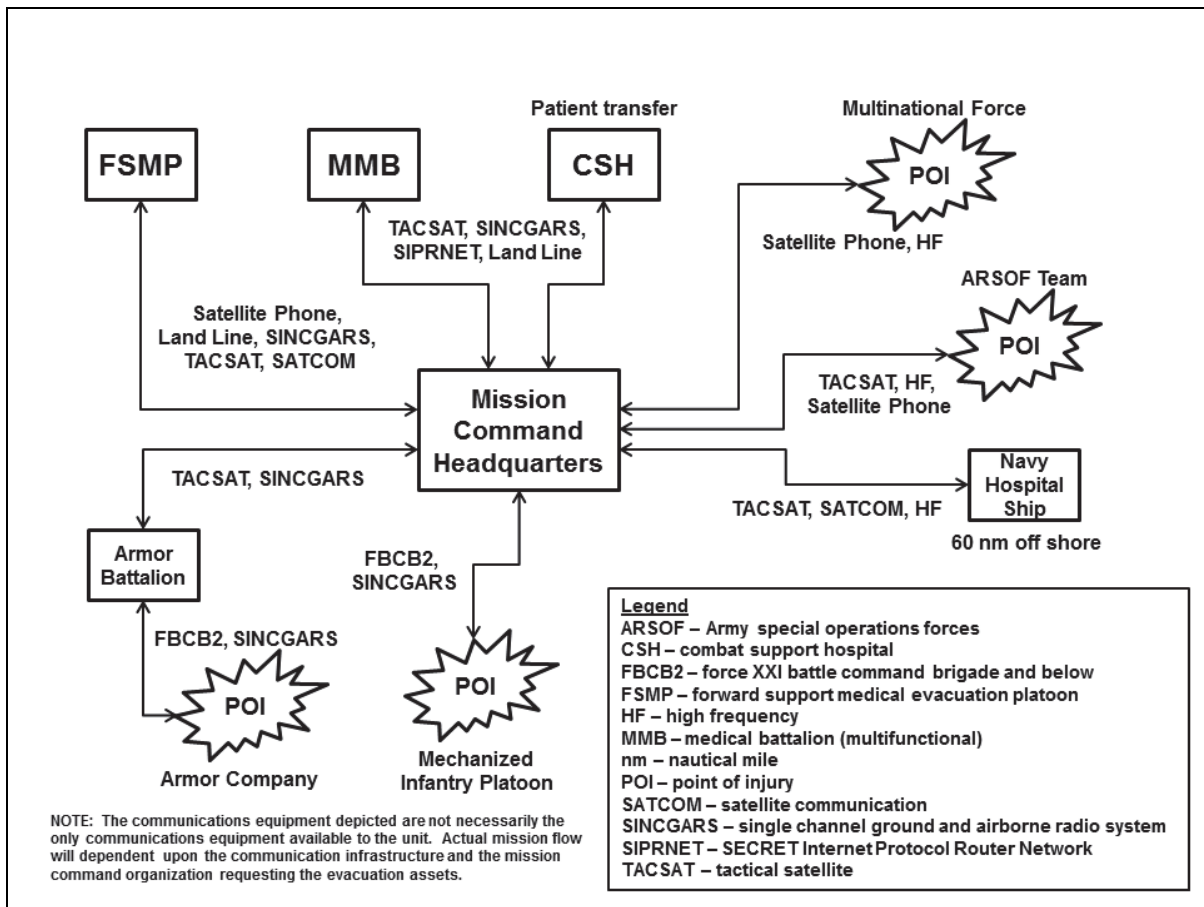 Patient transfer
Multinational Force
FSMP
MMB
CSH
POI
TACSAT, SINCGARS,
SIPRNET, Land Line
Satellite Phone, HF
ARSOF Team
POI
Satellite Phone,
Land Line, SINCGARS,
TACSAT, SATCOM
TACSAT, HF,
Satellite Phone
Mission
Command
Headquarters
TACSAT, SINCGARS
Navy
Hospital
Ship
TACSAT, SATCOM, HF
60 nm off shore
Armor
Battalion
FBCB2,
SINCGARS
FBCB2, SINCGARS
POI
Armor Company
POI
Mechanized
Infantry Platoon
Legend
ARSOF – Army special operations forces
CSH – combat support hospital
FBCB2 – force XXI battle command brigade and below
FSMP – forward support medical evacuation platoon
HF – high frequency
MMB – medical battalion (multifunctional)
nm – nautical mile
POI – point of injury
SATCOM – satellite communication
SINCGARS – single channel ground and airborne radio system
SIPRNET – SECRET Internet Protocol Router Network
TACSAT – tactical satellite
NOTE: The communications equipment depicted are not necessarily the
only communications equipment available to the unit. Actual mission flow
will dependent upon the communication infrastructure and the mission
command organization requesting the evacuation assets.